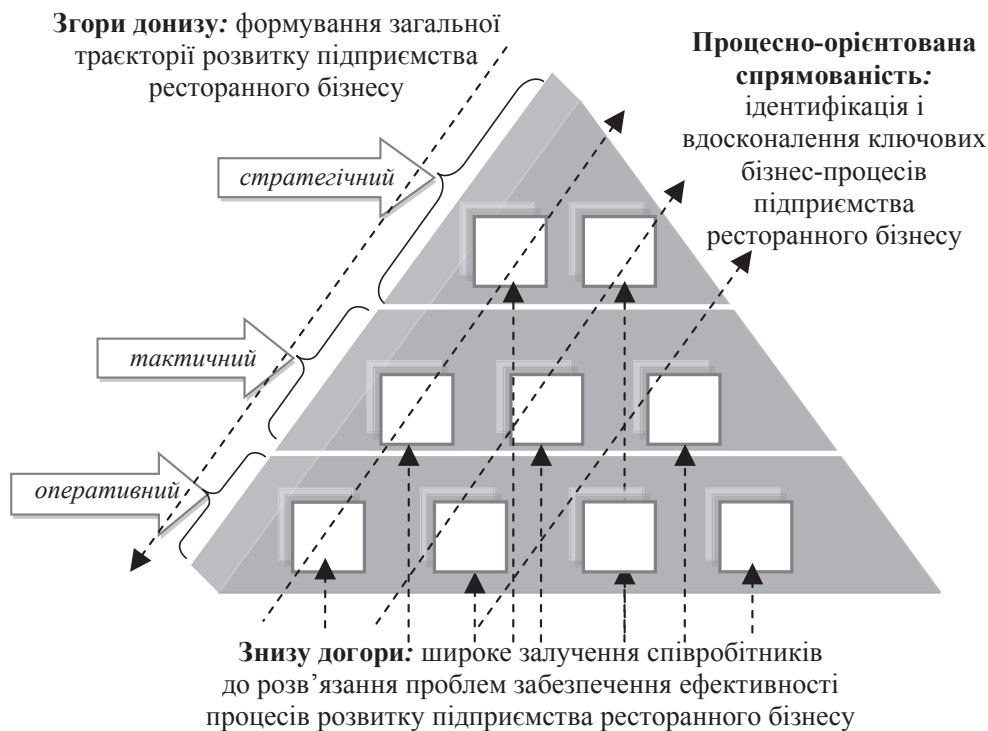 Згори донизу: формування загальної
траєкторії розвитку підприємства
ресторанного бізнесу
Процесно-орієнтована
спрямованість:
ідентифікація і
вдосконалення ключових
бізнес-процесів
підприємства
ресторанного бізнесу
стратегічний
тактичний
оперативний
Знизу догори: широке залучення співробітників
до розв’язання проблем забезпечення ефективності
процесів розвитку підприємства ресторанного бізнесу